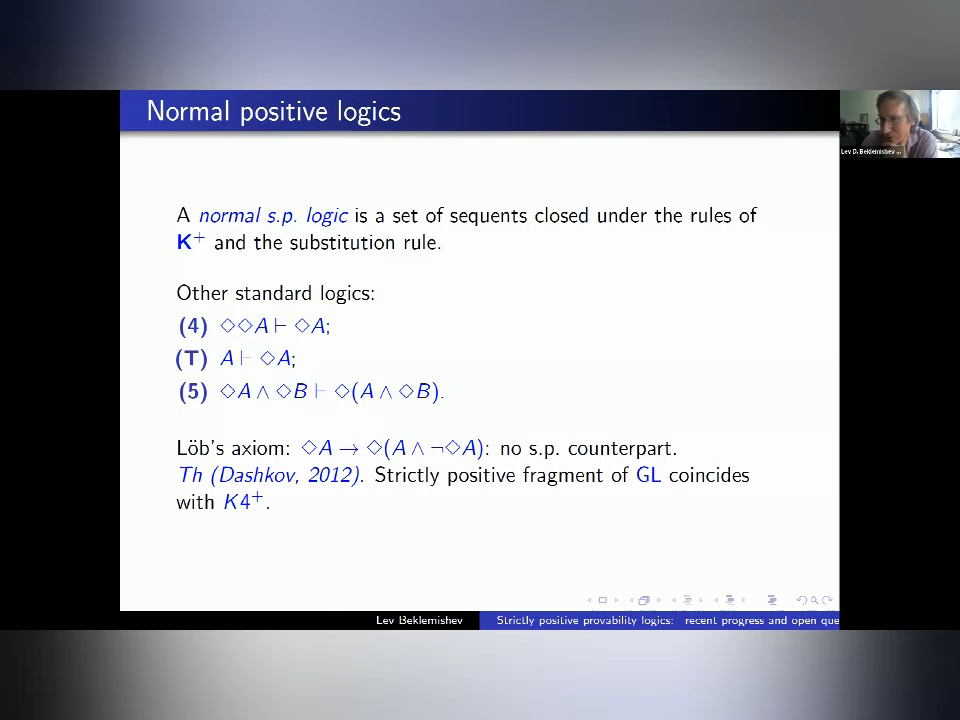 Normal positive logics
Lev D. Beklemishev ...
A normal s.p. logic is a set of sequents closed under the rules of
K⁺ and the substitution rule.
Other standard logics:
(4) ◇◇A ⊢ ◇A;
(T) A ⊢ ◇A;
(5) ◇A ∧ ◇B ⊢ ◇(A ∧ ◇B).
Löb's axiom: ◇A → ◇(A ∧ ¬◇A): no s.p. counterpart.
Th (Dashkov, 2012). Strictly positive fragment of GL coincides
with K4⁺.
Lev Beklemishev
Strictly positive provability logics: recent progress and open que